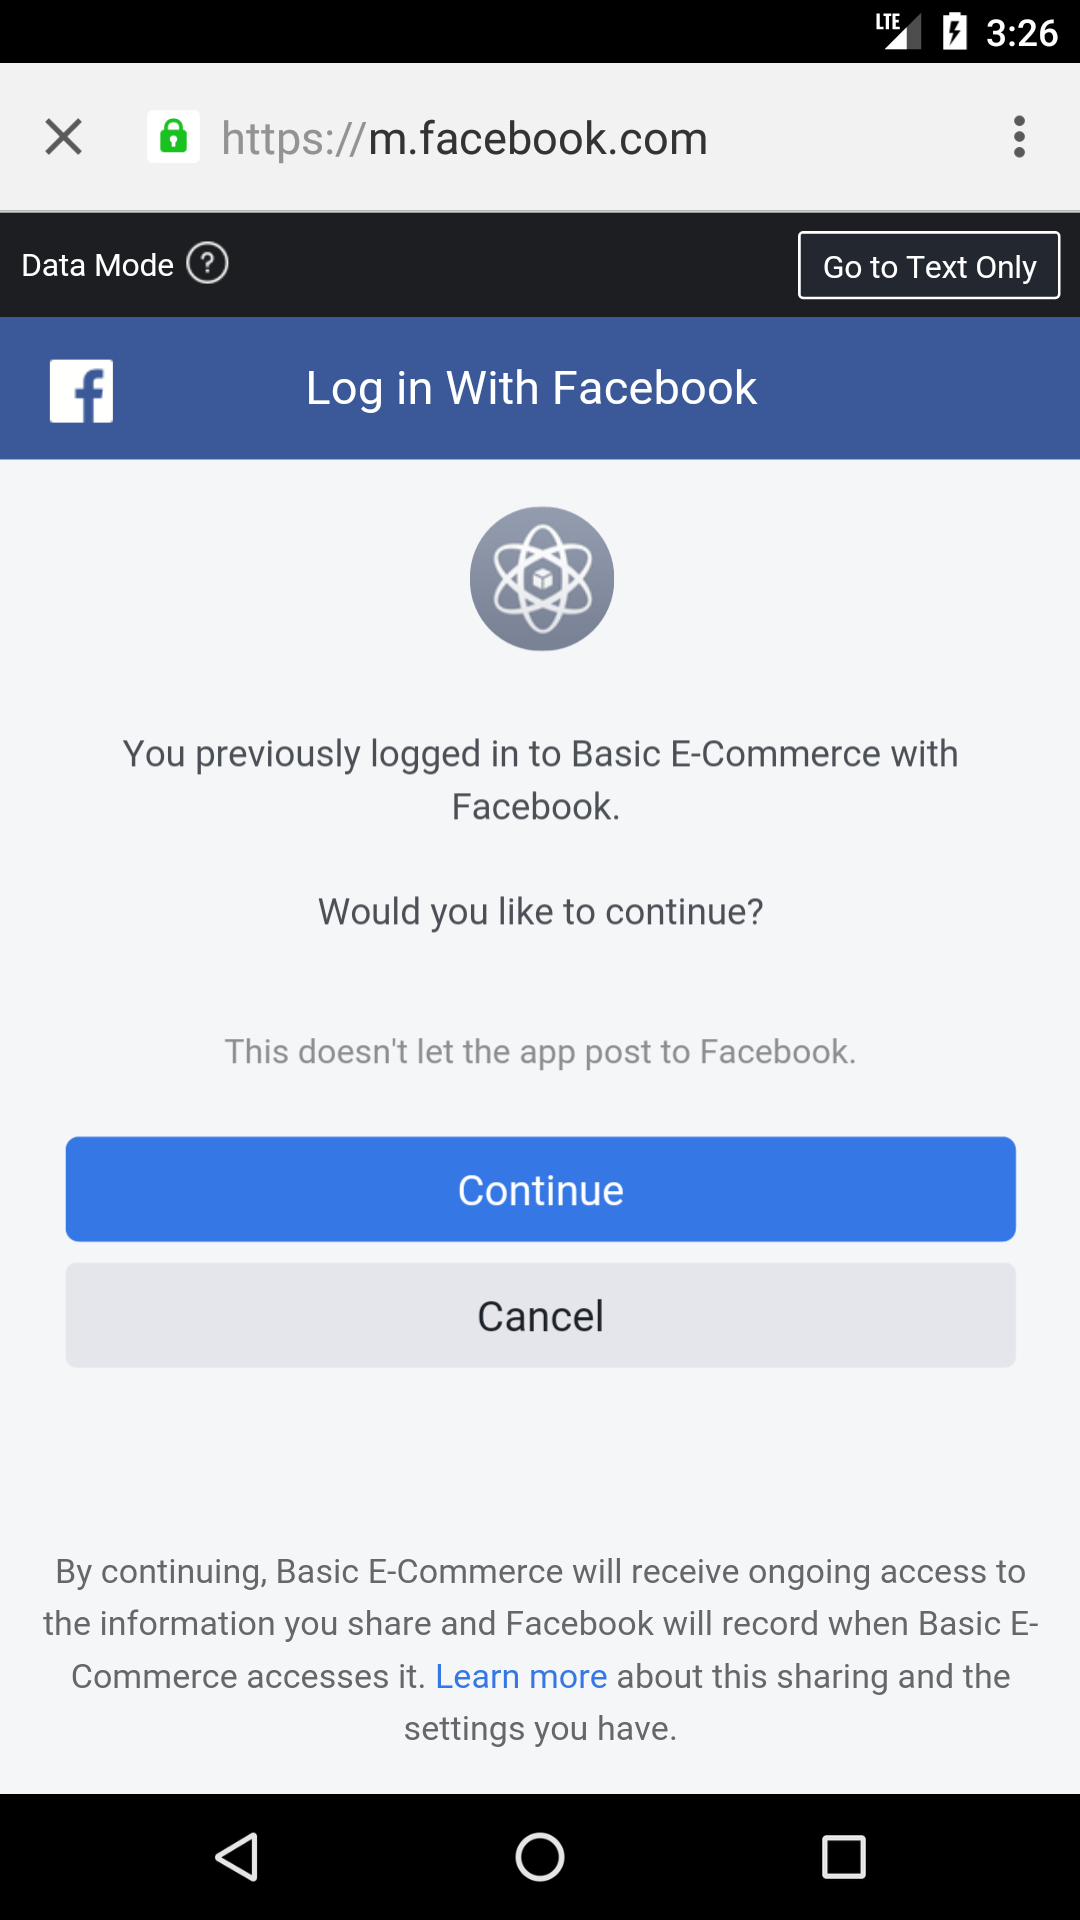 LTE 3:26
https://m.facebook.com
Data Mode ? Go to Text Only
f Log in With Facebook
You previously logged in to Basic E-Commerce with
Facebook.
Would you like to continue?
This doesn't let the app post to Facebook.
Continue
Cancel
By continuing, Basic E-Commerce will receive ongoing access to
the information you share and Facebook will record when Basic E-
Commerce accesses it. Learn more about this sharing and the
settings you have.